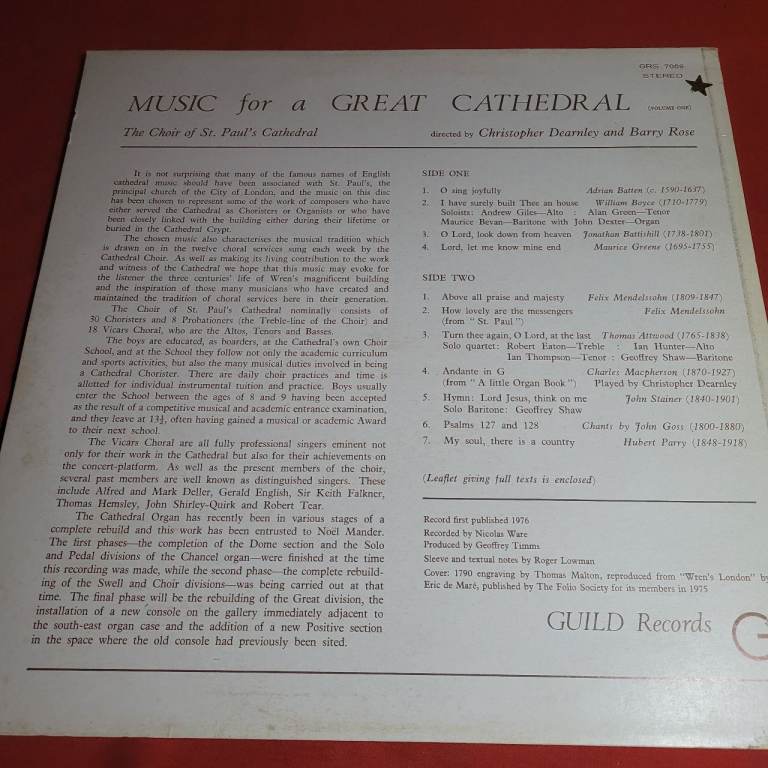 GRS 7069
STEREO
MUSIC for a GREAT CATHEDRAL (VOLUME ONE)
The Choir of St. Paul's Cathedral directed by Christopher Dearnley and Barry Rose
It is not surprising that many of the famous names of English
cathedral music should have been associated with St. Paul's, the
principal church of the City of London, and the music on this disc
has been chosen to represent some of the work of composers who have
either served the Cathedral as Choristers or Organists or who have
been closely linked with the building either during their lifetime or
buried in the Cathedral Crypt.
The chosen music also characterises the musical tradition which
is drawn on in the twelve choral services sung each week by the
Cathedral Choir. As well as making its living contribution to the work
and witness of the Cathedral we hope that this music may evoke for
the listener the three centuries' life of Wren's magnificent building
and the inspiration of those many musicians who have created and
maintained the tradition of choral services here in their generation.
The Choir of St. Paul's Cathedral nominally consists of
30 Choristers and 8 Probationers (the Treble-line of the Choir) and
18 Vicars Choral, who are the Altos, Tenors and Basses.
The boys are educated, as boarders, at the Cathedral's own Choir
School, and at the School they follow not only the academic curriculum
and sports activities, but also the many musical duties involved in being
a Cathedral Chorister. There are daily choir practices and time is
allotted for individual instrumental tuition and practice. Boys usually
enter the School between the ages of 8 and 9 having been accepted
as the result of a competitive musical and academic entrance examination,
and they leave at 13½, often having gained a musical or academic Award
to their next school.
The Vicars Choral are all fully professional singers eminent not
only for their work in the Cathedral but also for their achievements on
the concert-platform. As well as the present members of the choir,
several past members are well known as distinguished singers. These
include Alfred and Mark Deller, Gerald English, Sir Keith Falkner,
Thomas Hemsley, John Shirley-Quirk and Robert Tear.
The Cathedral Organ has recently been in various stages of a
complete rebuild and this work has been entrusted to Noël Mander.
The first phases—the completion of the Dome section and the Solo
and Pedal divisions of the Chancel organ—were finished at the time
this recording was made, while the second phase—the complete rebuild-
ing of the Swell and Choir divisions—was being carried out at that
time. The final phase will be the rebuilding of the Great division, the
installation of a new console on the gallery immediately adjacent to
the south-east organ case and the addition of a new Positive section
in the space where the old console had previously been sited.
SIDE ONE
1. O sing joyfully Adrian Batten (c. 1590-1637)
2. I have surely built Thee an house William Boyce (1710-1779)
Soloists: Andrew Giles—Alto : Alan Green—Tenor
Maurice Bevan—Baritone with John Dexter—Organ
3. O Lord, look down from heaven Jonathan Battishill (1738-1801)
4. Lord, let me know mine end Maurice Greene (1695-1755)
SIDE TWO
1. Above all praise and majesty Felix Mendelssohn (1809-1847)
2. How lovely are the messengers Felix Mendelssohn
(from "St. Paul")
3. Turn thee again, O Lord, at the last Thomas Attwood (1765-1838)
Solo quartet: Robert Eaton—Treble : Ian Hunter—Alto
Ian Thompson—Tenor : Geoffrey Shaw—Baritone
4. Andante in G Charles Macpherson (1870-1927)
(from "A little Organ Book") Played by Christopher Dearnley
5. Hymn: Lord Jesus, think on me John Stainer (1840-1901)
Solo Baritone: Geoffrey Shaw
6. Psalms 127 and 128 Chants by John Goss (1800-1880)
7. My soul, there is a country Hubert Parry (1848-1918)
(Leaflet giving full texts is enclosed)
Record first published 1976
Recorded by Nicolas Ware
Produced by Geoffrey Timms
Sleeve and textual notes by Roger Lowman
Cover: 1790 engraving by Thomas Malton, reproduced from "Wren's London" by
Eric de Maré, published by The Folio Society for its members in 1975
GUILD Records
G